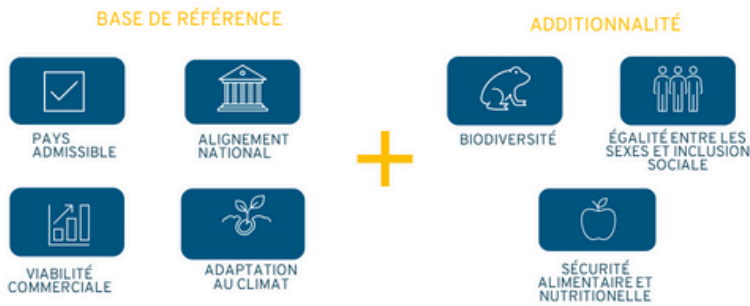 BASE DE RÉFÉRENCE
PAYS
ADMISSIBLE
ALIGNEMENT
NATIONAL
VIABILITÉ
COMMERCIALE
ADAPTATION
AU CLIMAT
ADDITIONNALITÉ
BIODIVERSITÉ
ÉGALITÉ ENTRE LES
SEXES ET INCLUSION
SOCIALE
SÉCURITÉ
ALIMENTAIRE ET
NUTRITIONELLE